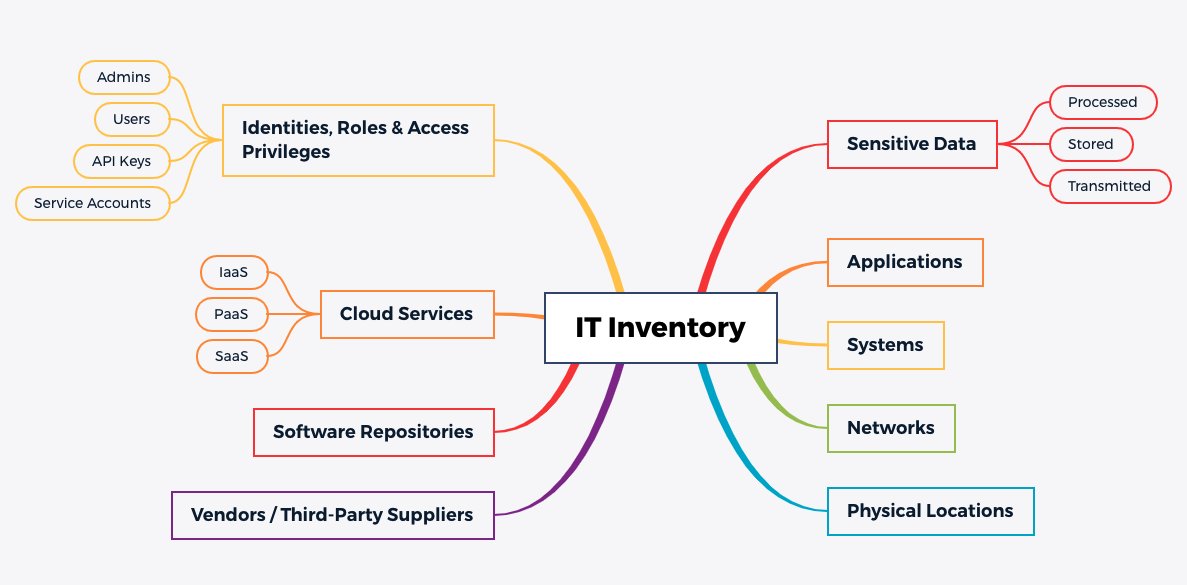 IT Inventory
Identities, Roles & Access
Privileges
Admins
Users
API Keys
Service Accounts
Cloud Services
IaaS
PaaS
SaaS
Software Repositories
Vendors / Third-Party Suppliers
Sensitive Data
Processed
Stored
Transmitted
Applications
Systems
Networks
Physical Locations